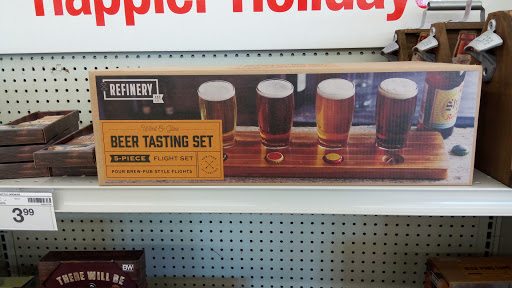 Happier Holiday
REFINERY
Wood & Glass
BEER TASTING SET
5-PIECE FLIGHT SET
FOUR BREW-PUB STYLE FLIGHTS
3.99
THERE WILL BE
BW